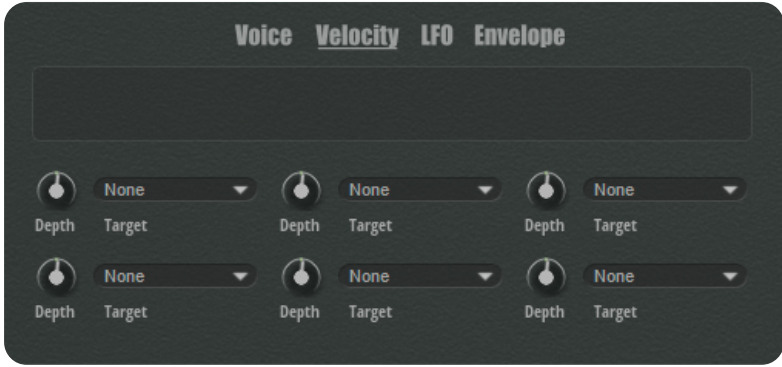 Voice Velocity LFO Envelope
None None None
Depth Target Depth Target Depth Target
None None None
Depth Target Depth Target Depth Target